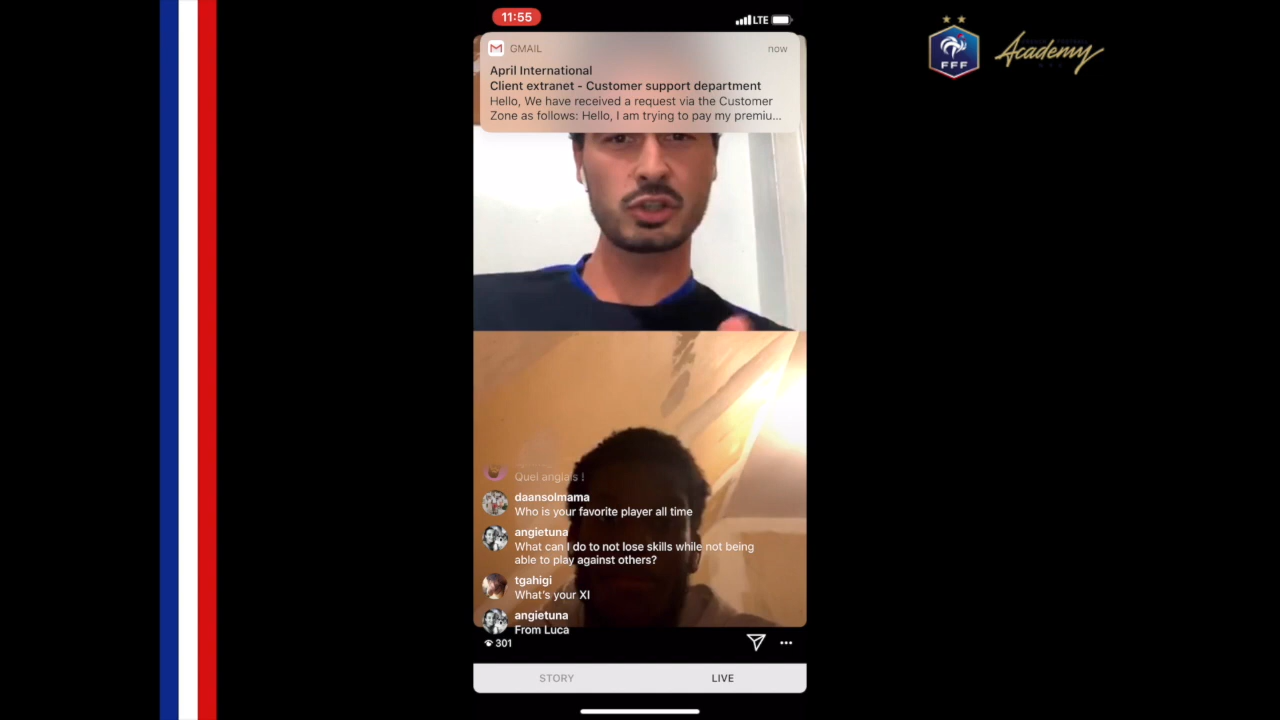 11:55
LTE
GMAIL
now
April International
Client extranet - Customer support department
Hello, We have received a request via the Customer
Zone as follows: Hello, I am trying to pay my premiu...
FFF
Academy
Quel anglais !
daansolmama
Who is your favorite player all time
angietuna
What can I do to not lose skills while not being
able to play against others?
tgahigi
What's your XI
angietuna
From Luca
301
STORY
LIVE